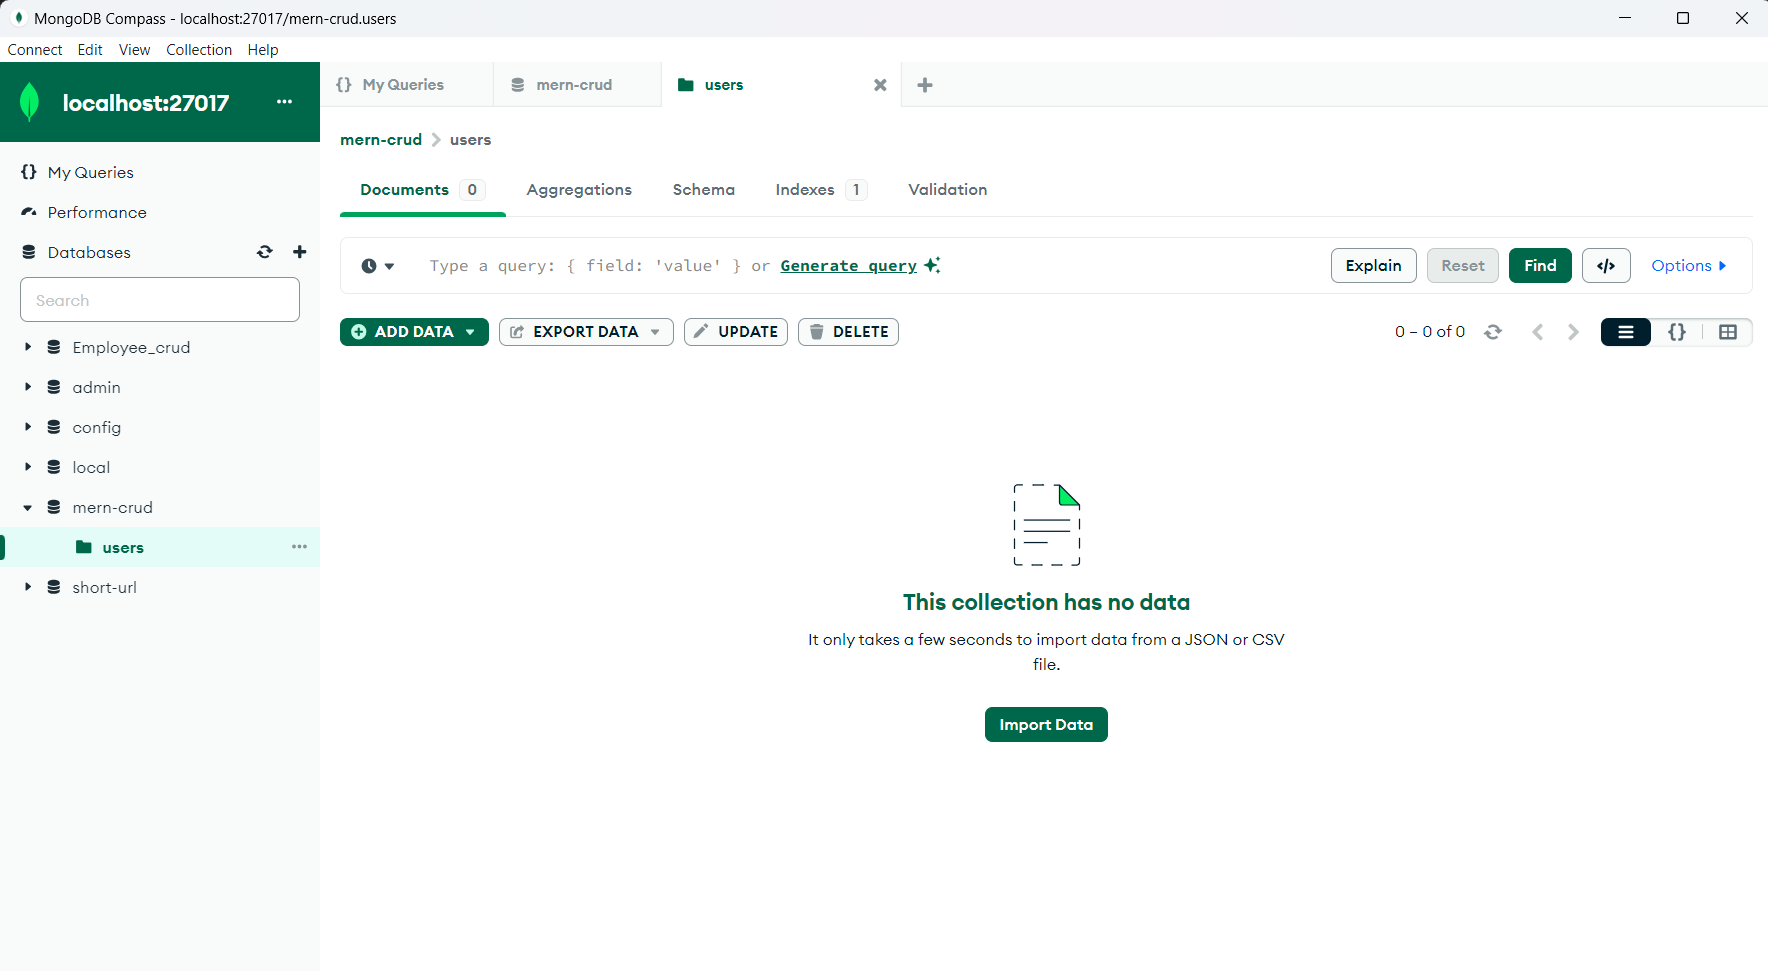 MongoDB Compass - localhost:27017/mern-crud.users
Connect Edit View Collection Help
localhost:27017 ···
My Queries
Performance
Databases
Search
Employee_crud
admin
config
local
mern-crud
users ···
short-url
{} My Queries
mern-crud
users
mern-crud > users
Documents 0
Aggregations
Schema
Indexes 1
Validation
Type a query: { field: 'value' } or Generate query
Explain
Reset
Find
</>
Options
ADD DATA
EXPORT DATA
UPDATE
DELETE
0 – 0 of 0
{}
This collection has no data
It only takes a few seconds to import data from a JSON or CSV
file.
Import Data